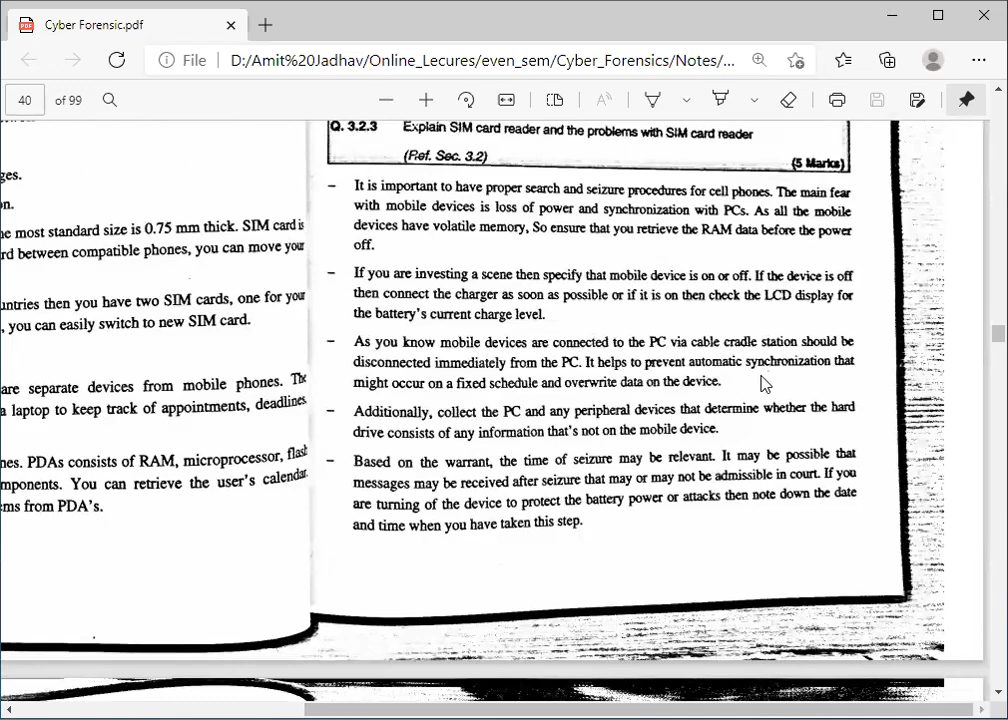 Cyber Forensic.pdf
File
D:/Amit%20Jadhav/Online_Lecures/even_sem/Cyber_Forensics/Notes/...
40
of 99
Q. 3.2.3 Explain SIM card reader and the problems with SIM card reader
(Ref. Sec. 3.2)
(5 Marks)
ges.
on.
e most standard size is 0.75 mm thick. SIM card is
rd between compatible phones, you can move your
untries then you have two SIM cards, one for your
, you can easily switch to new SIM card.
are separate devices from mobile phones. The
a laptop to keep track of appointments, deadlines
nes. PDAs consists of RAM, microprocessor, flash
mponents. You can retrieve the user's calendar
ms from PDA's.
– It is important to have proper search and seizure procedures for cell phones. The main fear
with mobile devices is loss of power and synchronization with PCs. As all the mobile
devices have volatile memory, So ensure that you retrieve the RAM data before the power
off.
– If you are investing a scene then specify that mobile device is on or off. If the device is off
then connect the charger as soon as possible or if it is on then check the LCD display for
the battery's current charge level.
– As you know mobile devices are connected to the PC via cable cradle station should be
disconnected immediately from the PC. It helps to prevent automatic synchronization that
might occur on a fixed schedule and overwrite data on the device.
– Additionally, collect the PC and any peripheral devices that determine whether the hard
drive consists of any information that's not on the mobile device.
– Based on the warrant, the time of seizure may be relevant. It may be possible that
messages may be received after seizure that may or may not be admissible in court. If you
are turning of the device to protect the battery power or attacks then note down the date
and time when you have taken this step.